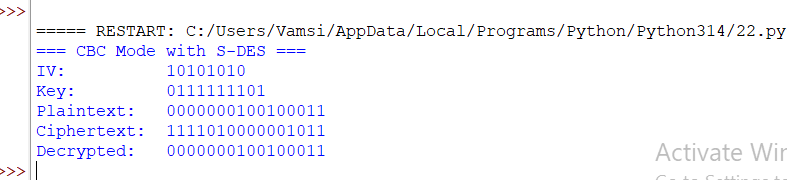 >>>
===== RESTART: C:/Users/Vamsi/AppData/Local/Programs/Python/Python314/22.py
=== CBC Mode with S-DES ===
IV:          10101010
Key:         0111111101
Plaintext:   0000000100100011
Ciphertext:  1111010000001011
Decrypted:   0000000100100011
>>>
Activate Win